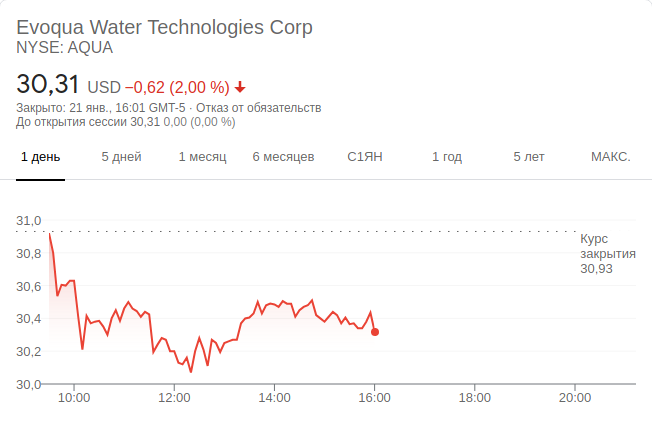 Evoqua Water Technologies Corp
NYSE: AQUA
30,31 USD −0,62 (2,00 %)
Закрыто: 21 янв., 16:01 GMT-5 · Отказ от обязательств
До открытия сессии 30,31 0,00 (0,00 %)
1 день 5 дней 1 месяц 6 месяцев С1ЯН 1 год 5 лет МАКС.
31,0
Курс
закрытия
30,93
30,8
30,6
30,4
30,2
30,0
10:00 12:00 14:00 16:00 18:00 20:00